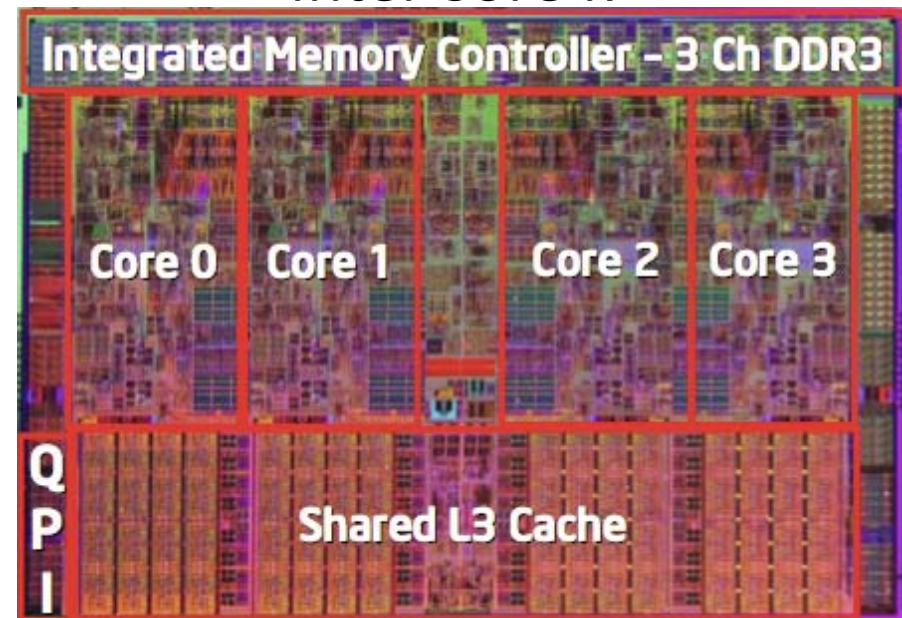 Integrated Memory Controller - 3 Ch DDR3
Core 0 Core 1 Core 2 Core 3
Q
P
I
Shared L3 Cache